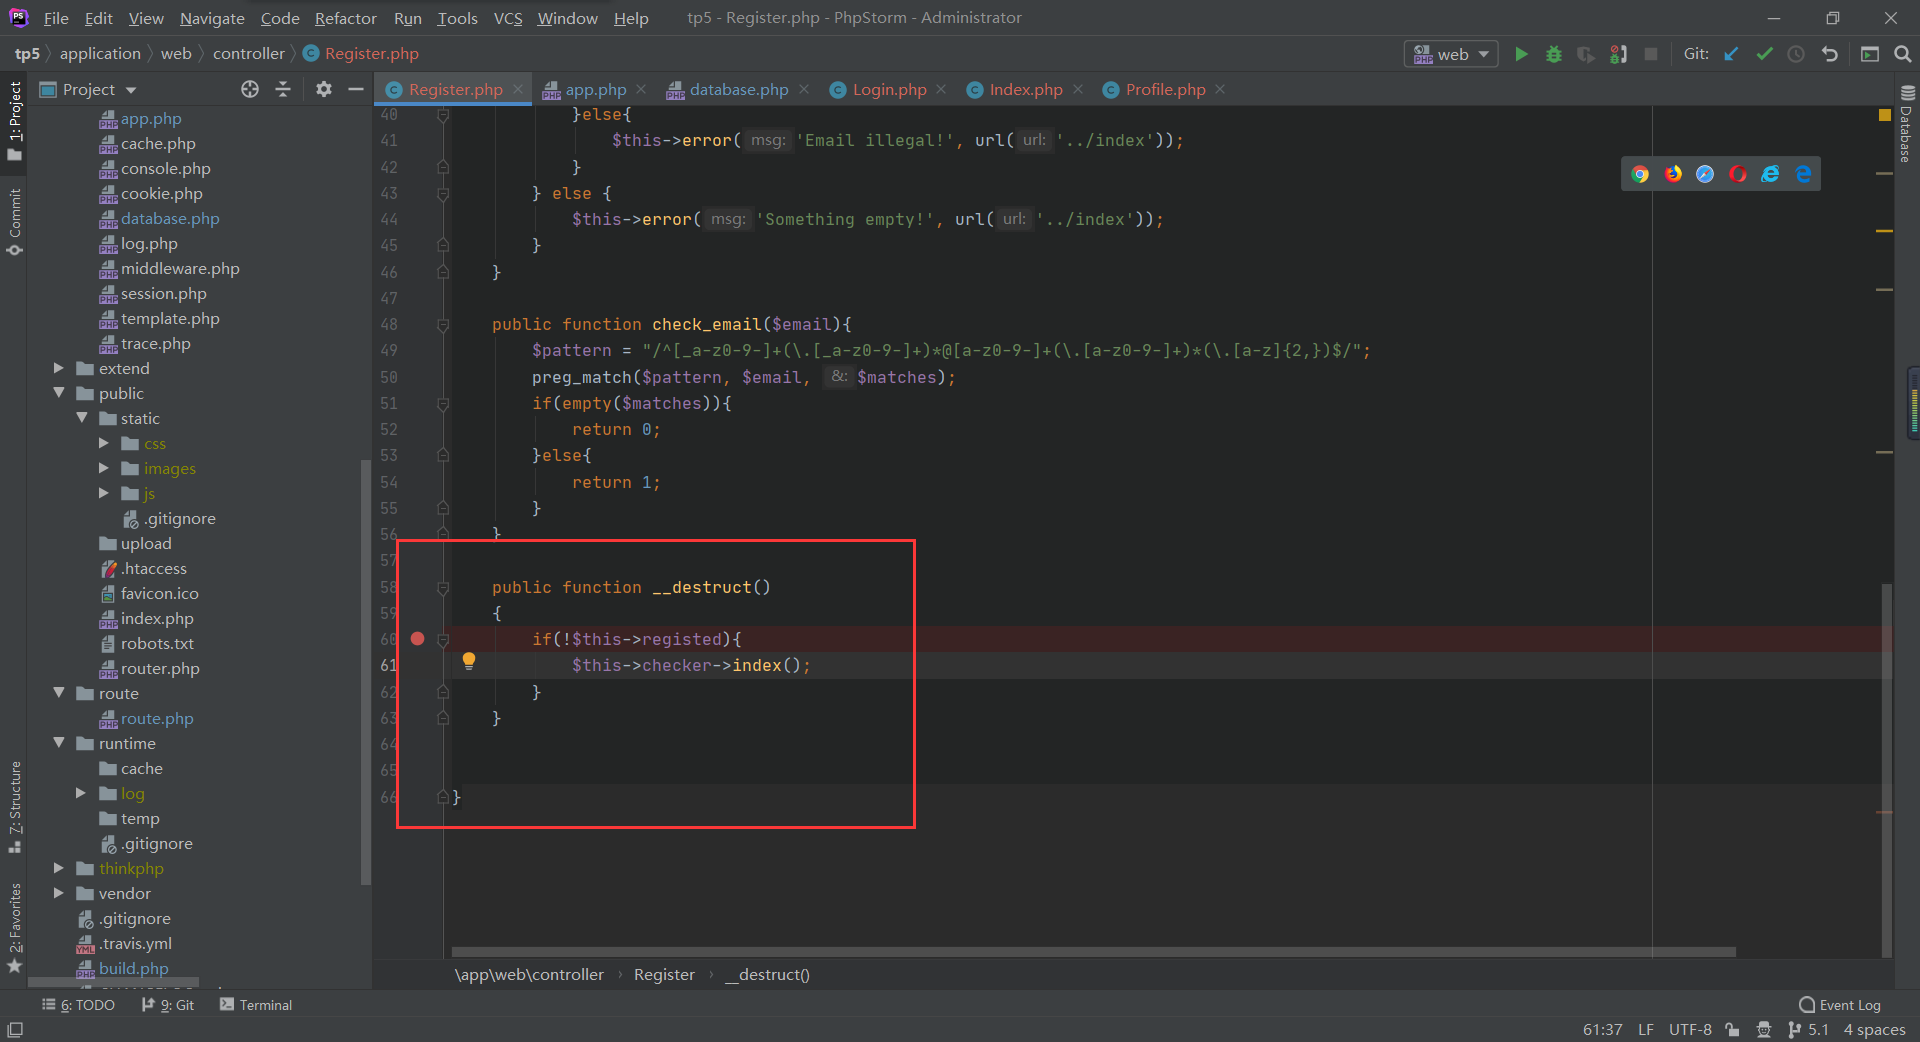 File Edit View Navigate Code Refactor Run Tools VCS Window Help tp5 - Register.php - PhpStorm - Administrator
tp5 application web controller Register.php web Git:
Project
Register.php app.php database.php Login.php Index.php Profile.php
1: Project
Commit
7: Structure
2: Favorites
Database
app.php
cache.php
console.php
cookie.php
database.php
log.php
middleware.php
session.php
template.php
trace.php
extend
public
static
css
images
js
.gitignore
upload
.htaccess
favicon.ico
index.php
robots.txt
router.php
route
route.php
runtime
cache
log
temp
.gitignore
thinkphp
vendor
.gitignore
.travis.yml
build.php
40 }else{
41 $this->error( msg: 'Email illegal!', url( url: '../index'));
42 }
43 } else {
44 $this->error( msg: 'Something empty!', url( url: '../index'));
45 }
46 }
47
48 public function check_email($email){
49 $pattern = "/^[_a-z0-9-]+(\.[_a-z0-9-]+)*@[a-z0-9-]+(\.[a-z0-9-]+)*(\.[a-z]{2,})$/";
50 preg_match($pattern, $email, &: $matches);
51 if(empty($matches)){
52 return 0;
53 }else{
54 return 1;
55 }
56 }
57
58 public function __destruct()
59 {
60 if(!$this->registed){
61 $this->checker->index();
62 }
63 }
64
65
66 }
\app\web\controller › Register › __destruct()
6: TODO 9: Git Terminal Event Log
61:37 LF UTF-8 5.1 4 spaces